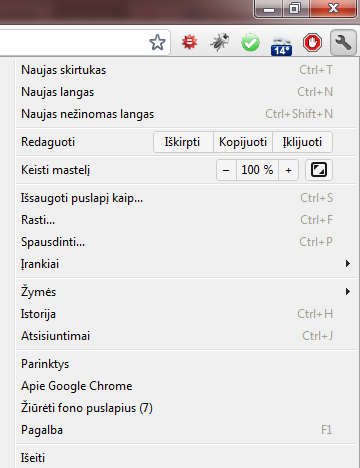 14°
Naujas skirtukas Ctrl+T
Naujas langas Ctrl+N
Naujas nežinomas langas Ctrl+Shift+N
Redaguoti Iškirpti Kopijuoti Įklijuoti
Keisti mastelį − 100 % +
Išsaugoti puslapį kaip... Ctrl+S
Rasti... Ctrl+F
Spausdinti... Ctrl+P
Įrankiai
Žymės
Istorija Ctrl+H
Atsisiuntimai Ctrl+J
Parinktys
Apie Google Chrome
Žiūrėti fono puslapius (7)
Pagalba F1
Išeiti